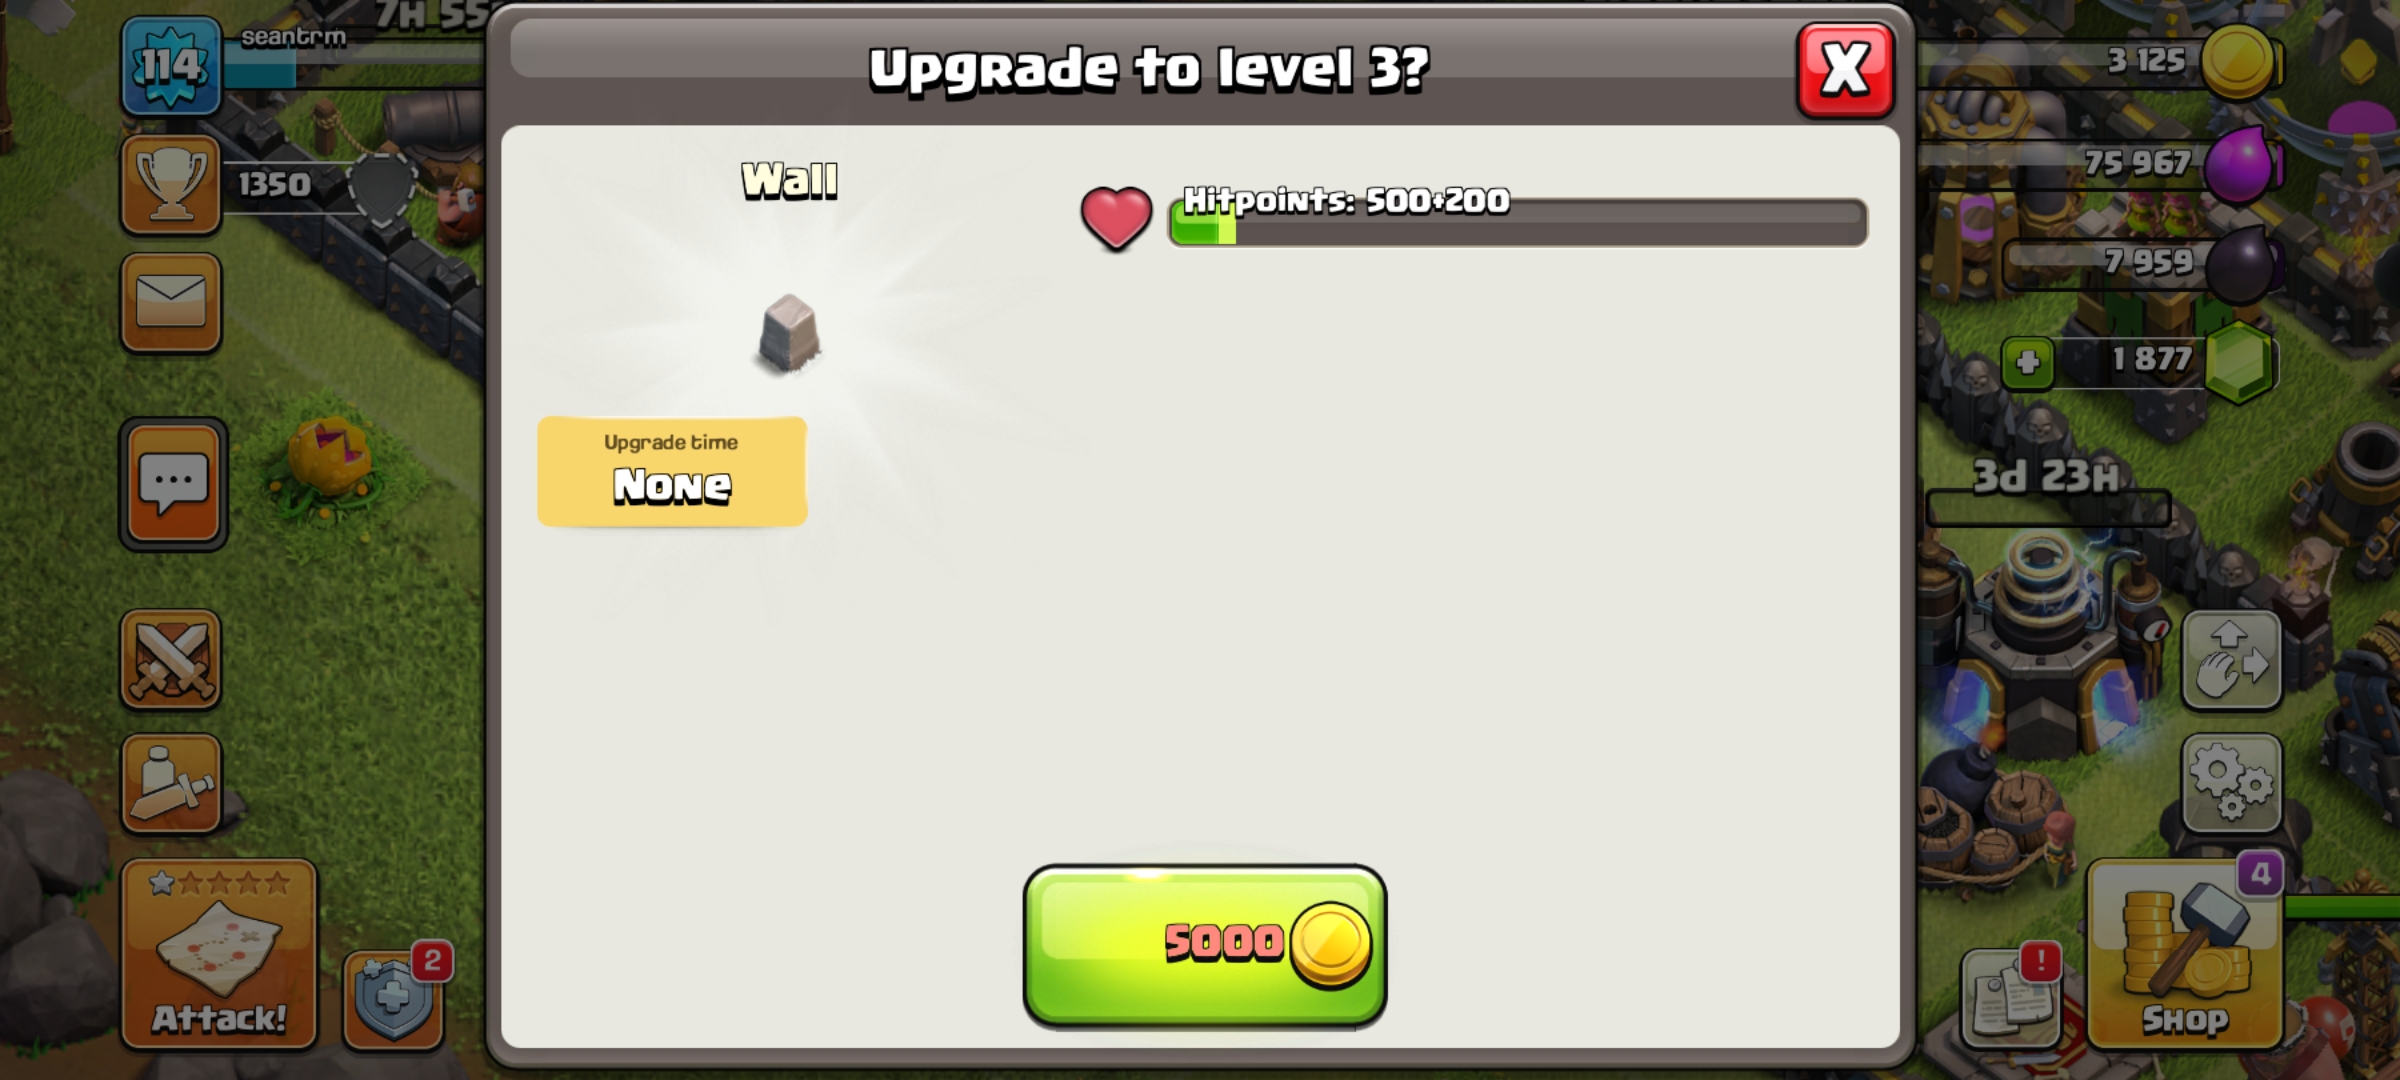 7H 55
114
seantrm
1350
Upgrade to level 3?
X
Wall
Hitpoints: 500+200
Upgrade time
None
5000
3 125
75 967
7 959
1 877
3d 23H
Attack!
2
4
!
Shop